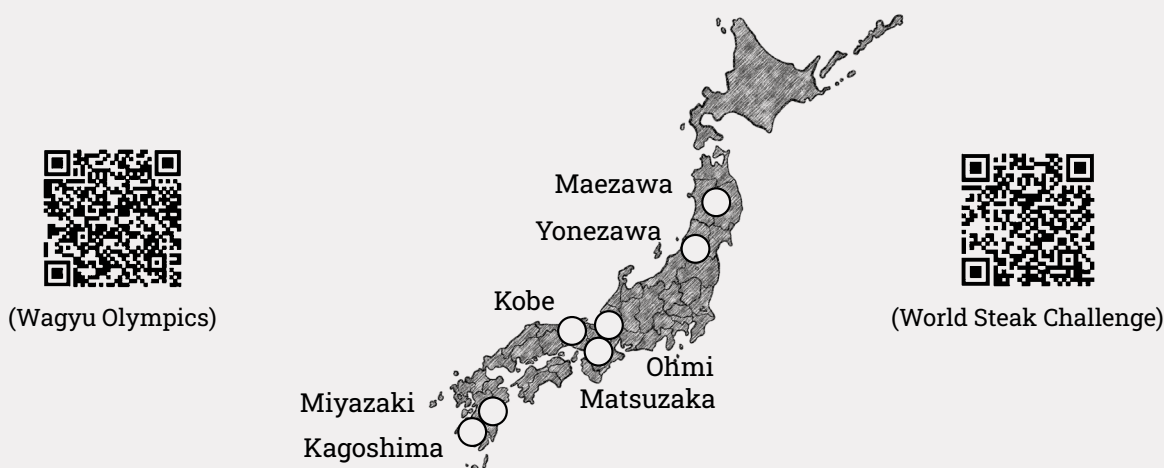 Maezawa
Yonezawa
Kobe
(Wagyu Olympics)
(World Steak Challenge)
Ohmi
Matsuzaka
Miyazaki
Kagoshima